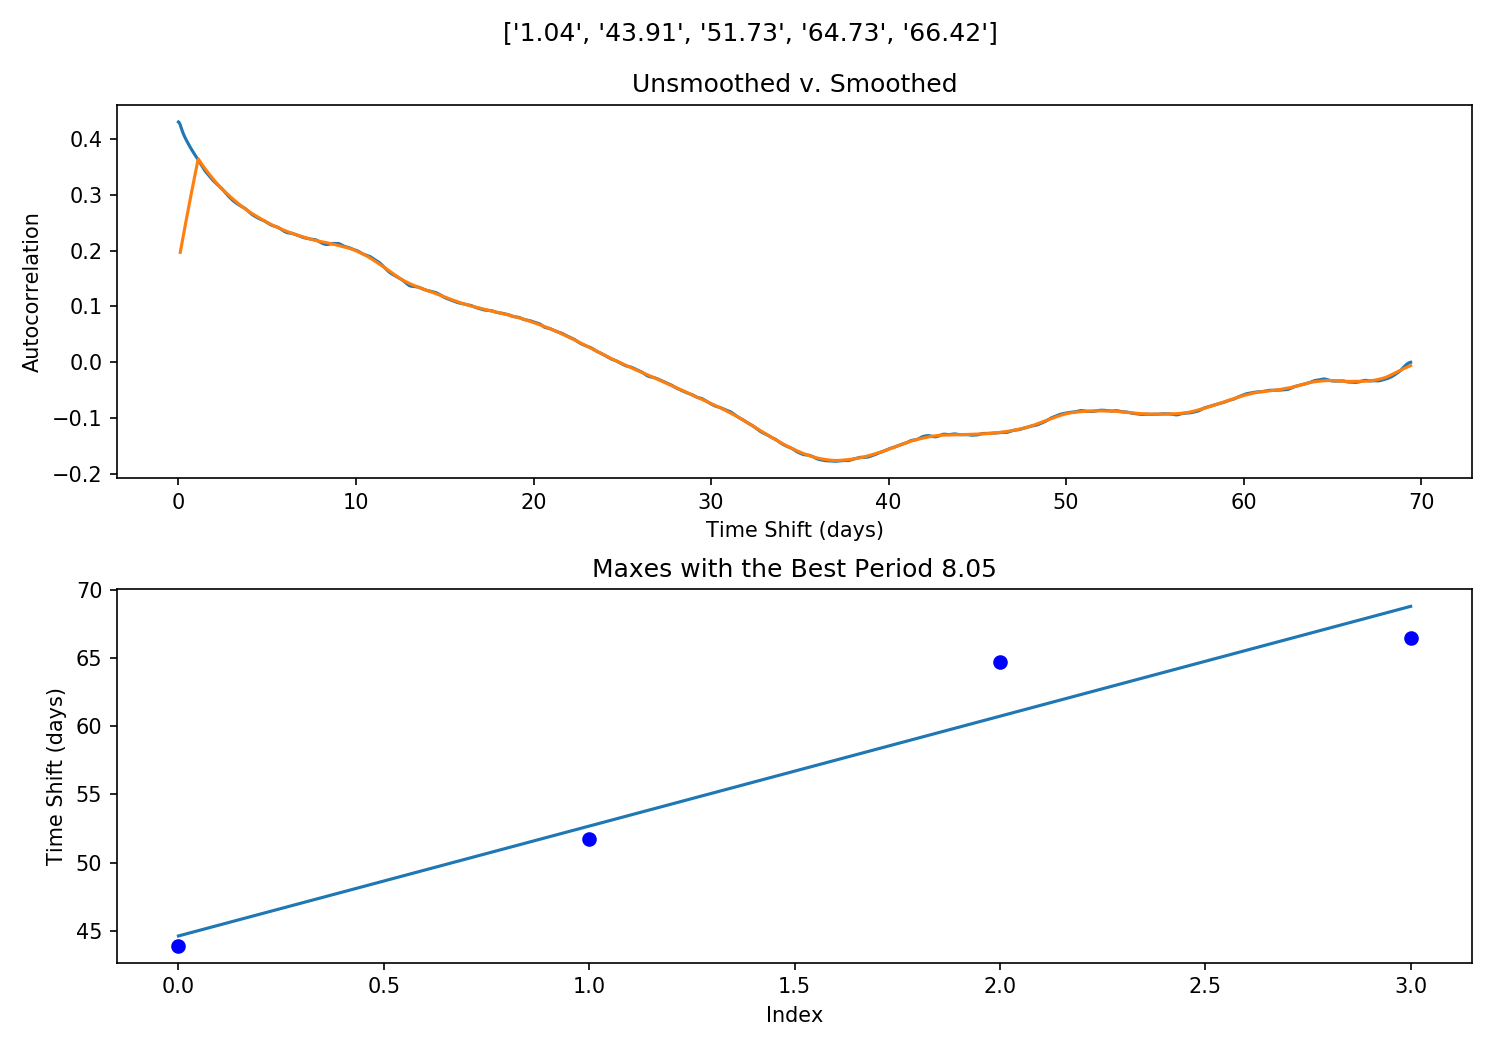 ['1.04', '43.91', '51.73', '64.73', '66.42']
Unsmoothed v. Smoothed
Autocorrelation
0.4
0.3
0.2
0.1
0.0
−0.1
−0.2
0 10 20 30 40 50 60 70
Time Shift (days)
Maxes with the Best Period 8.05
Time Shift (days)
70
65
60
55
50
45
0.0 0.5 1.0 1.5 2.0 2.5 3.0
Index